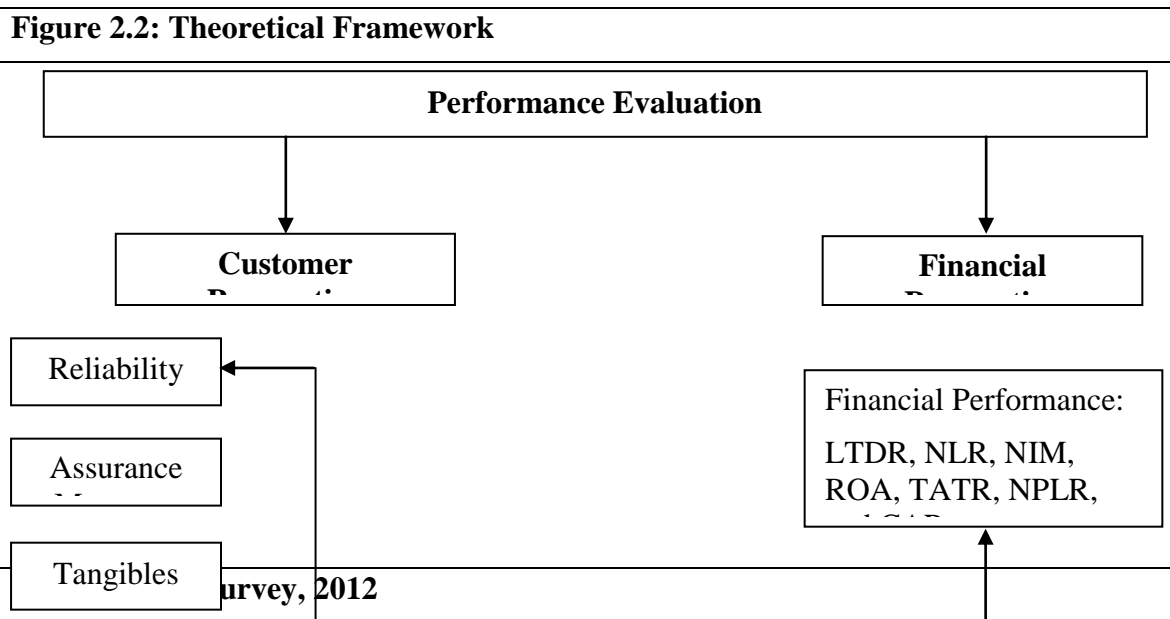 Figure 2.2: Theoretical Framework
Performance Evaluation
Customer
Financial
Reliability
Financial Performance:
LTDR, NLR, NIM,
ROA, TATR, NPLR,
Assurance
Tangibles
urvey, 2012